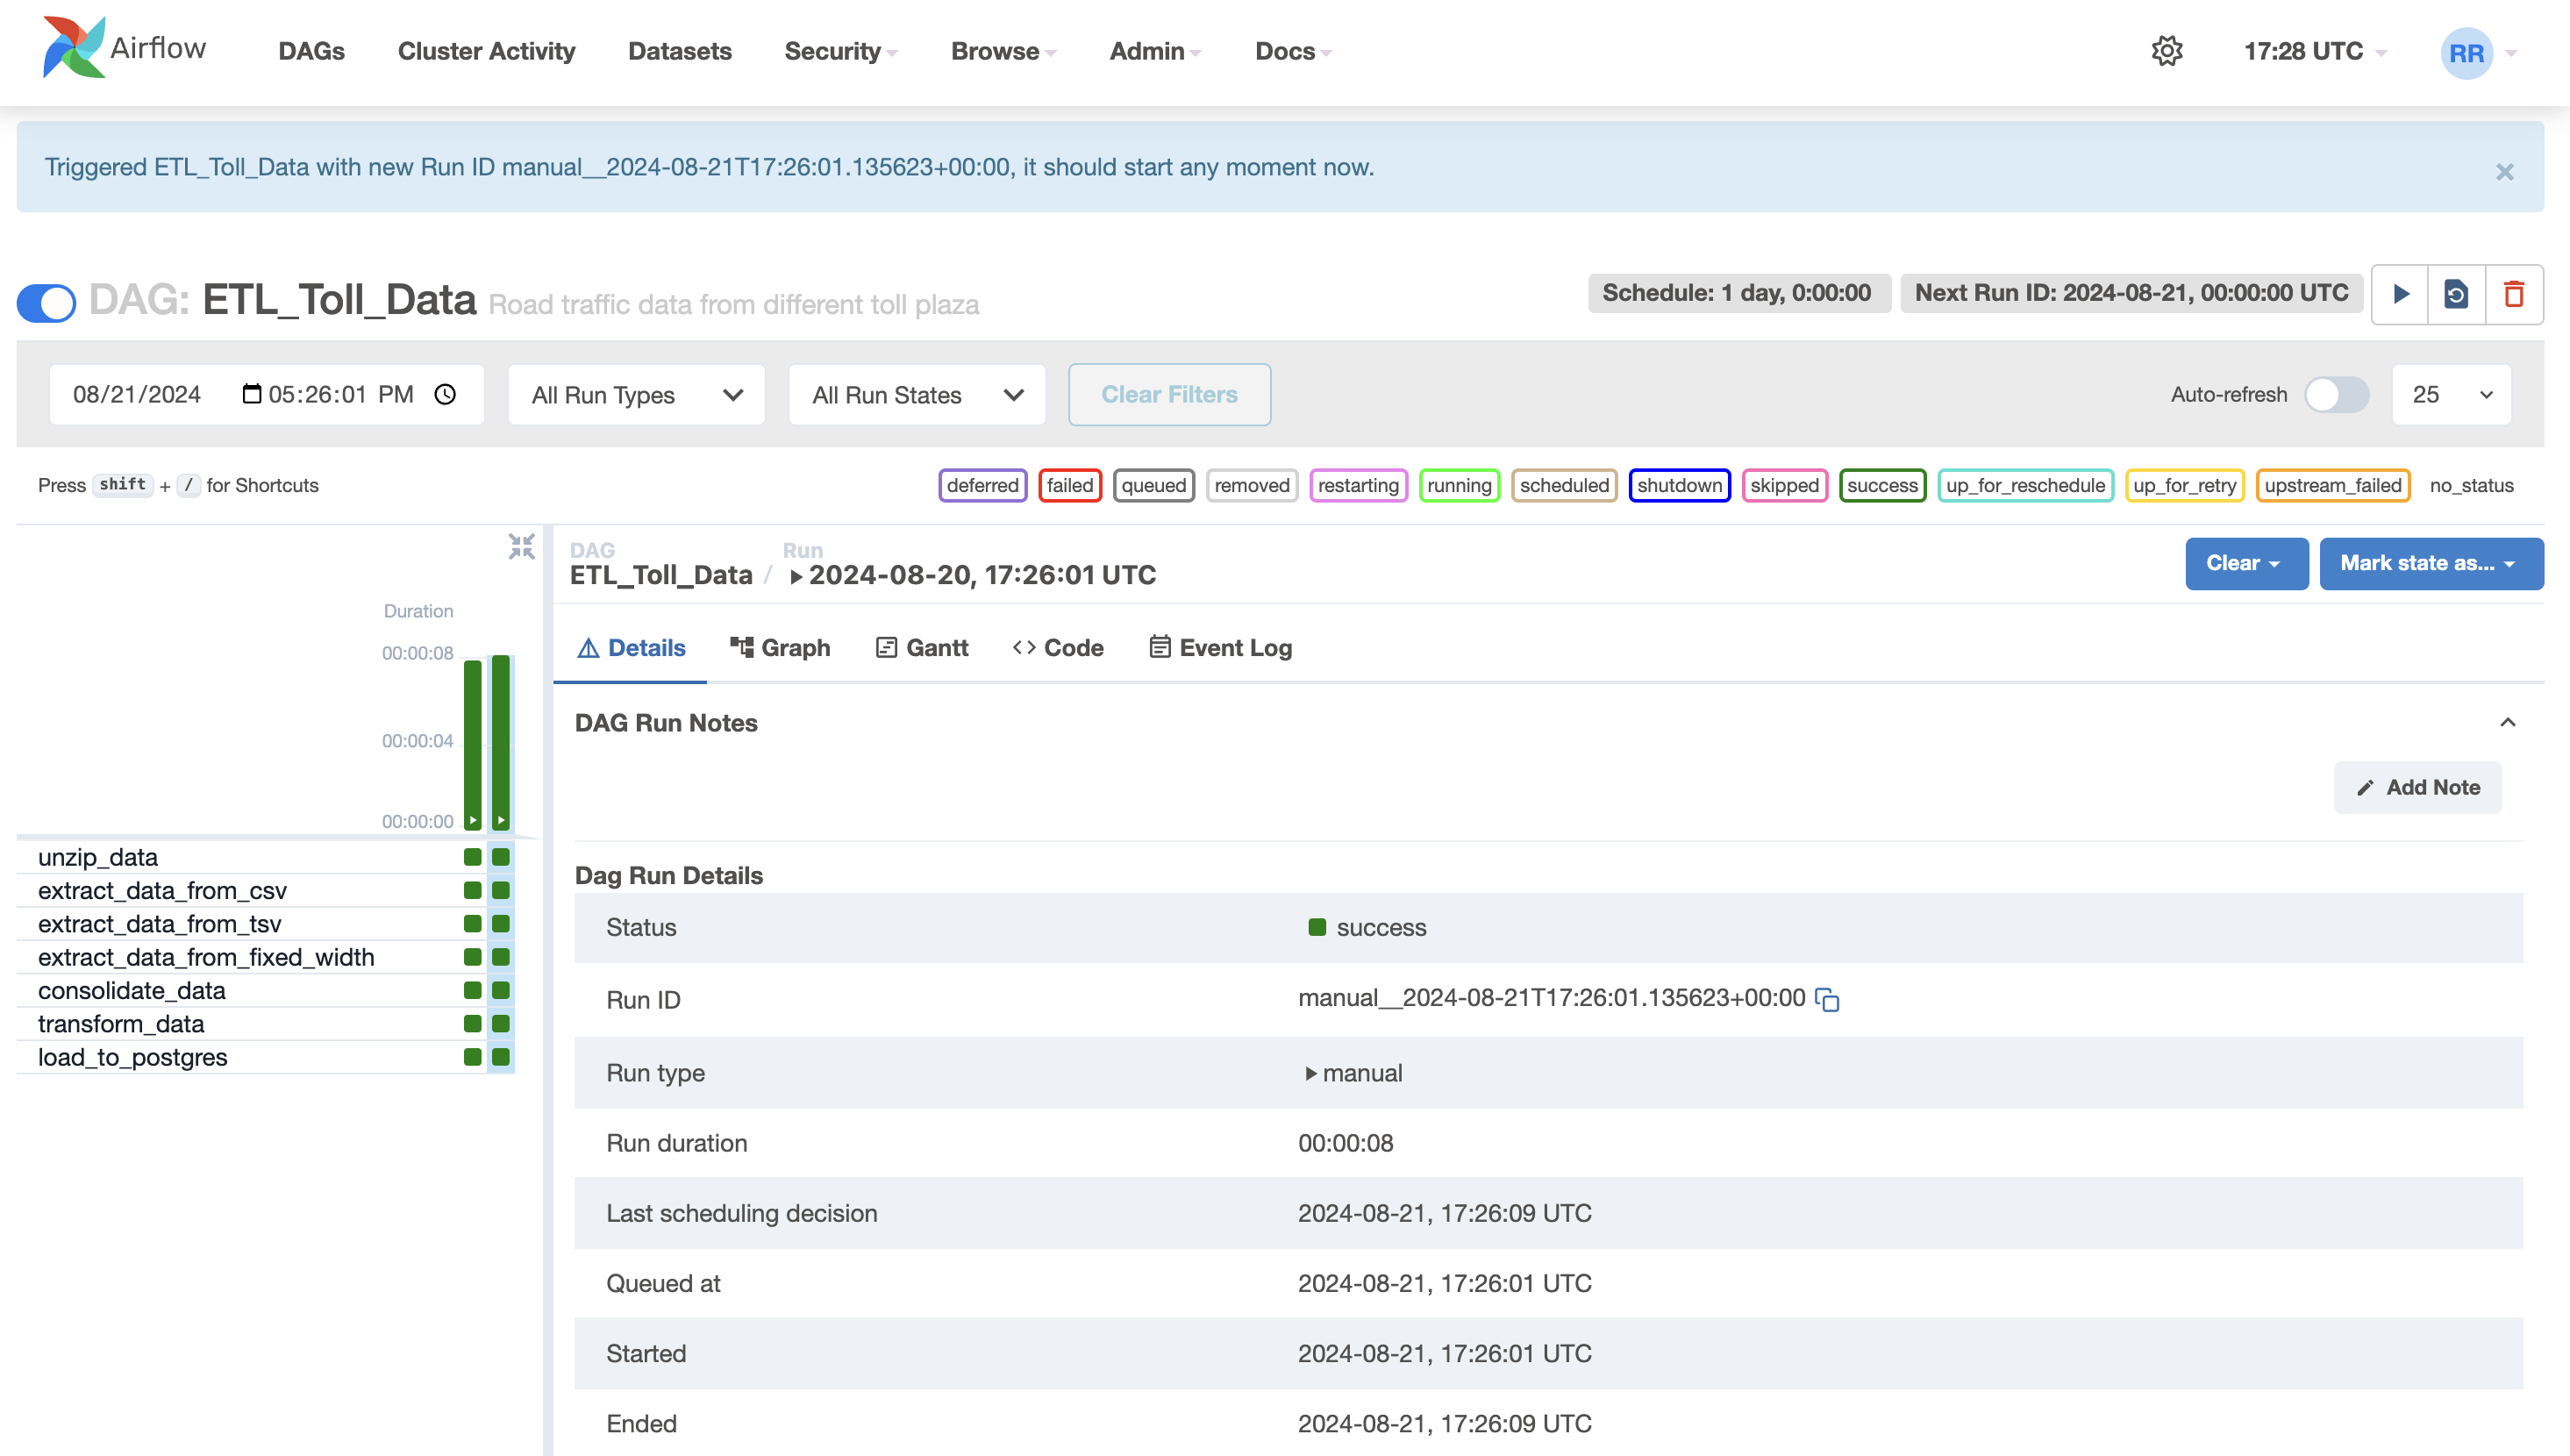 Airflow DAGs Cluster Activity Datasets Security Browse Admin Docs 17:28 UTC RR
Triggered ETL_Toll_Data with new Run ID manual__2024-08-21T17:26:01.135623+00:00, it should start any moment now. ×
DAG: ETL_Toll_Data Road traffic data from different toll plaza Schedule: 1 day, 0:00:00 Next Run ID: 2024-08-21, 00:00:00 UTC
08/21/2024 05:26:01 PM All Run Types All Run States Clear Filters Auto-refresh 25
Press shift + / for Shortcuts deferred failed queued removed restarting running scheduled shutdown skipped success up_for_reschedule up_for_retry upstream_failed no_status
Duration
00:00:08
00:00:04
00:00:00
unzip_data
extract_data_from_csv
extract_data_from_tsv
extract_data_from_fixed_width
consolidate_data
transform_data
load_to_postgres
DAG Run
ETL_Toll_Data / 2024-08-20, 17:26:01 UTC
Clear Mark state as...
Details Graph Gantt Code Event Log
DAG Run Notes
Add Note
Dag Run Details
Status success
Run ID manual__2024-08-21T17:26:01.135623+00:00
Run type manual
Run duration 00:00:08
Last scheduling decision 2024-08-21, 17:26:09 UTC
Queued at 2024-08-21, 17:26:01 UTC
Started 2024-08-21, 17:26:01 UTC
Ended 2024-08-21, 17:26:09 UTC